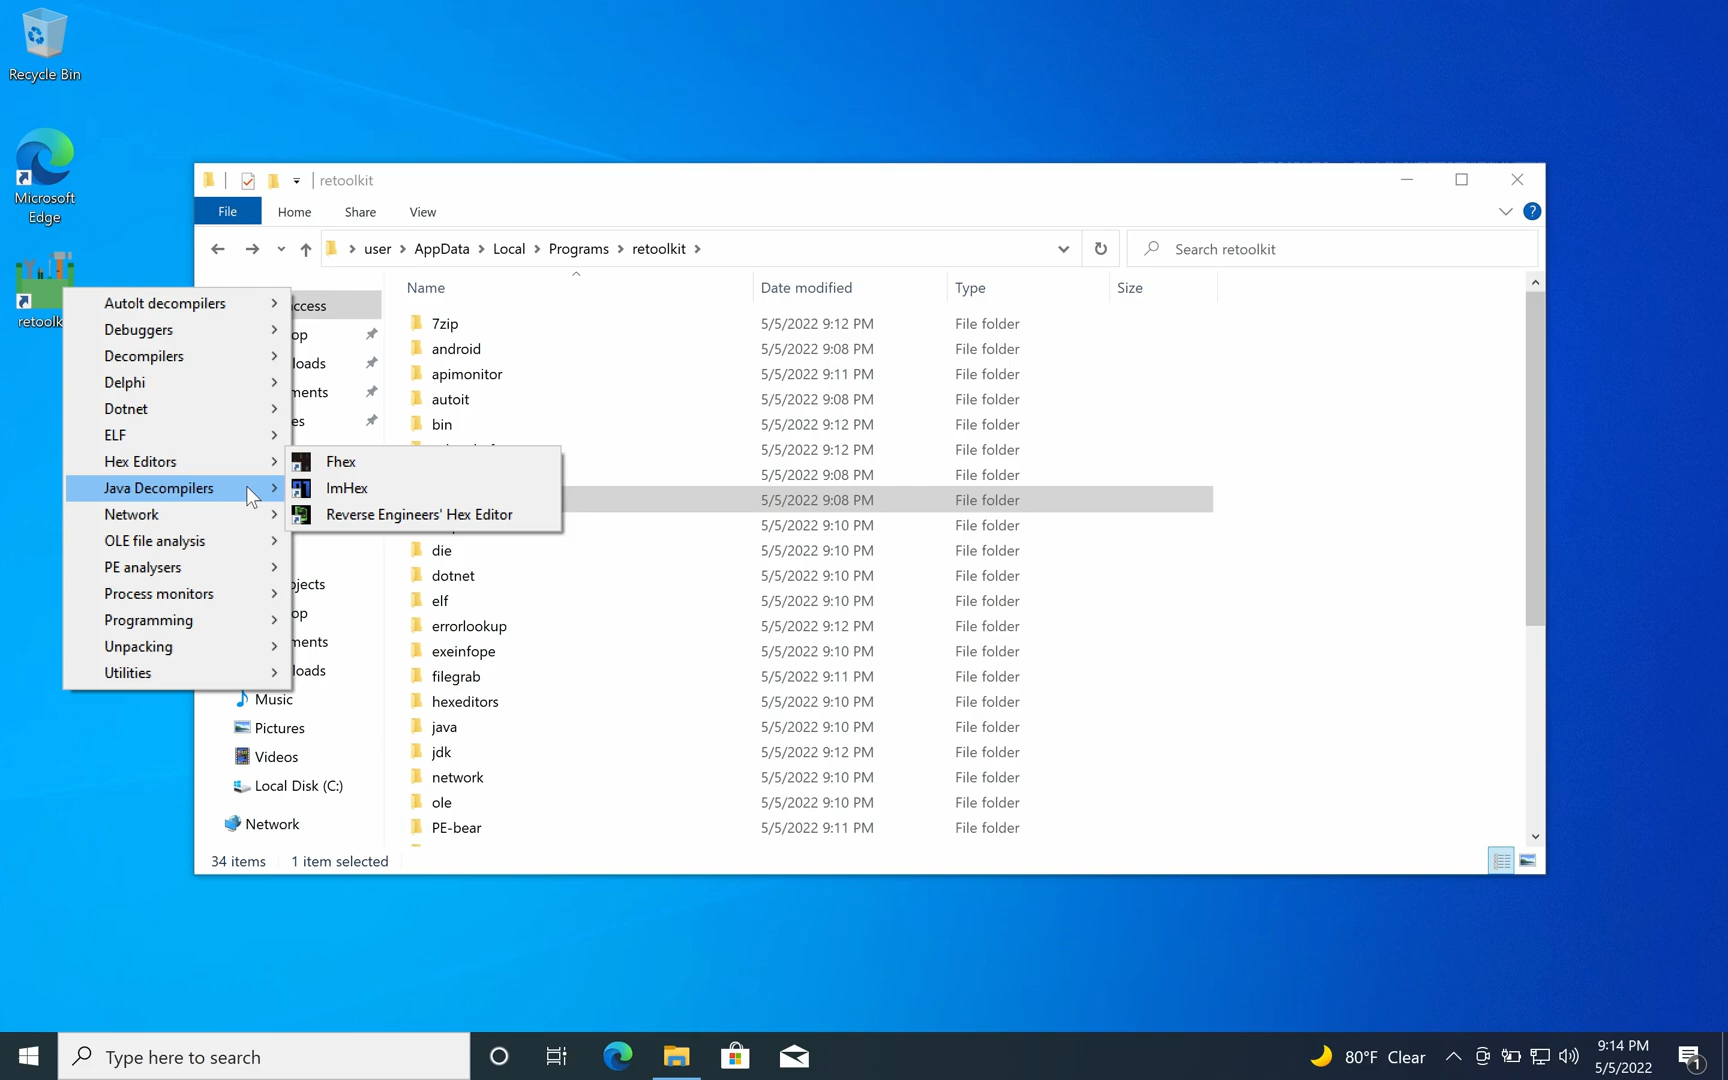 Recycle Bin
Microsoft
Edge
retoolk
retoolkit
File
Home
Share
View
user
AppData
Local
Programs
retoolkit
Search retoolkit
Name
Date modified
Type
Size
7zip 5/5/2022 9:12 PM File folder
android 5/5/2022 9:08 PM File folder
apimonitor 5/5/2022 9:11 PM File folder
autoit 5/5/2022 9:08 PM File folder
bin 5/5/2022 9:12 PM File folder
5/5/2022 9:12 PM File folder
5/5/2022 9:08 PM File folder
5/5/2022 9:08 PM File folder
5/5/2022 9:10 PM File folder
die 5/5/2022 9:10 PM File folder
dotnet 5/5/2022 9:10 PM File folder
elf 5/5/2022 9:10 PM File folder
errorlookup 5/5/2022 9:12 PM File folder
exeinfope 5/5/2022 9:10 PM File folder
filegrab 5/5/2022 9:11 PM File folder
hexeditors 5/5/2022 9:10 PM File folder
java 5/5/2022 9:10 PM File folder
jdk 5/5/2022 9:12 PM File folder
network 5/5/2022 9:10 PM File folder
ole 5/5/2022 9:10 PM File folder
PE-bear 5/5/2022 9:11 PM File folder
ccess
op
loads
ments
es
bjects
op
ments
loads
Music
Pictures
Videos
Local Disk (C:)
Network
AutoIt decompilers
Debuggers
Decompilers
Delphi
Dotnet
ELF
Hex Editors
Java Decompilers
Network
OLE file analysis
PE analysers
Process monitors
Programming
Unpacking
Utilities
Fhex
ImHex
Reverse Engineers' Hex Editor
34 items
1 item selected
Type here to search
80°F Clear
9:14 PM
5/5/2022
1